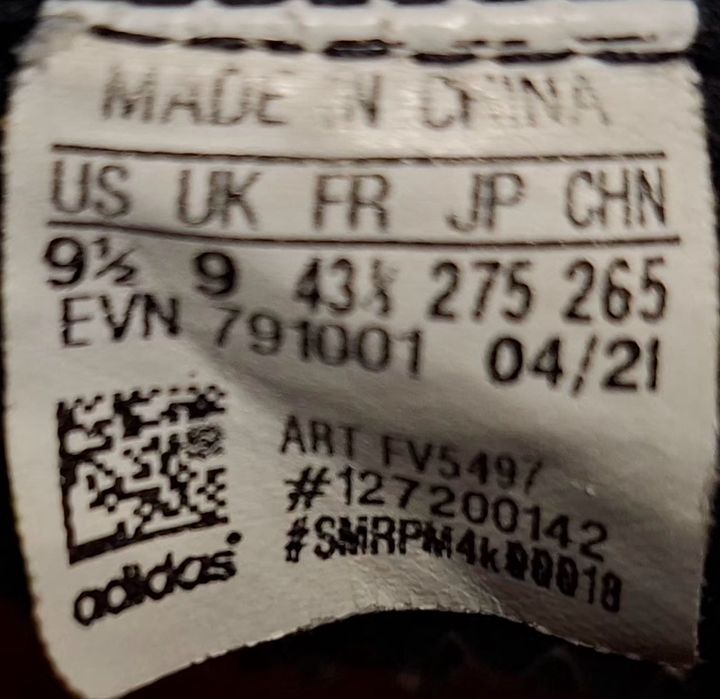 MADE IN CHINA
US UK FR JP CHN
9½ 9 43⅓ 275 265
EVN 791001 04/21
ART FV5497
#127200142
#SMRPM4k00018
adidas